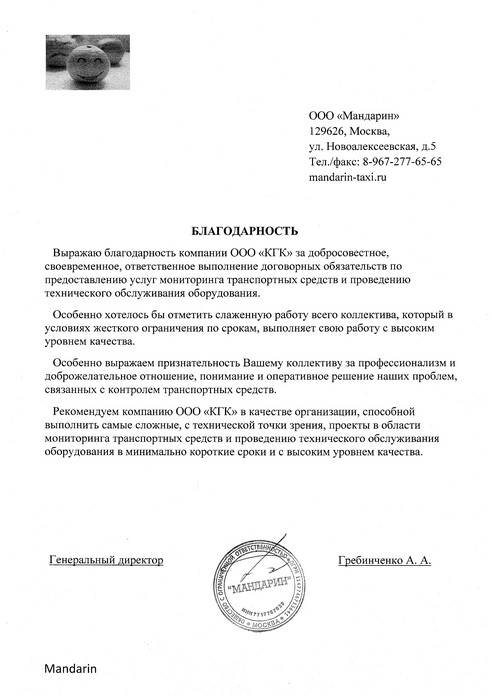 ООО «Мандарин»
129626, Москва,
ул. Новоалексеевская, д.5
Тел./факс: 8-967-277-65-65
mandarin-taxi.ru
БЛАГОДАРНОСТЬ
Выражаю благодарность компании ООО «КГК» за добросовестное,
своевременное, ответственное выполнение договорных обязательств по
предоставлению услуг мониторинга транспортных средств и проведению
технического обслуживания оборудования.
Особенно хотелось бы отметить слаженную работу всего коллектива, который в
условиях жесткого ограничения по срокам, выполняет свою работу с высоким
уровнем качества.
Особенно выражаем признательность Вашему коллективу за профессионализм и
доброжелательное отношение, понимание и оперативное решение наших проблем,
связанных с контролем транспортных средств.
Рекомендуем компанию ООО «КГК» в качестве организации, способной
выполнить самые сложные, с технической точки зрения, проекты в области
мониторинга транспортных средств и проведению технического обслуживания
оборудования в минимально короткие сроки и с высоким уровнем качества.
Генеральный директор
ОБЩЕСТВО С ОГРАНИЧЕННОЙ ОТВЕТСТВЕННОСТЬЮ
"МАНДАРИН"
МОСКВА
Гребинченко А. А.
Mandarin